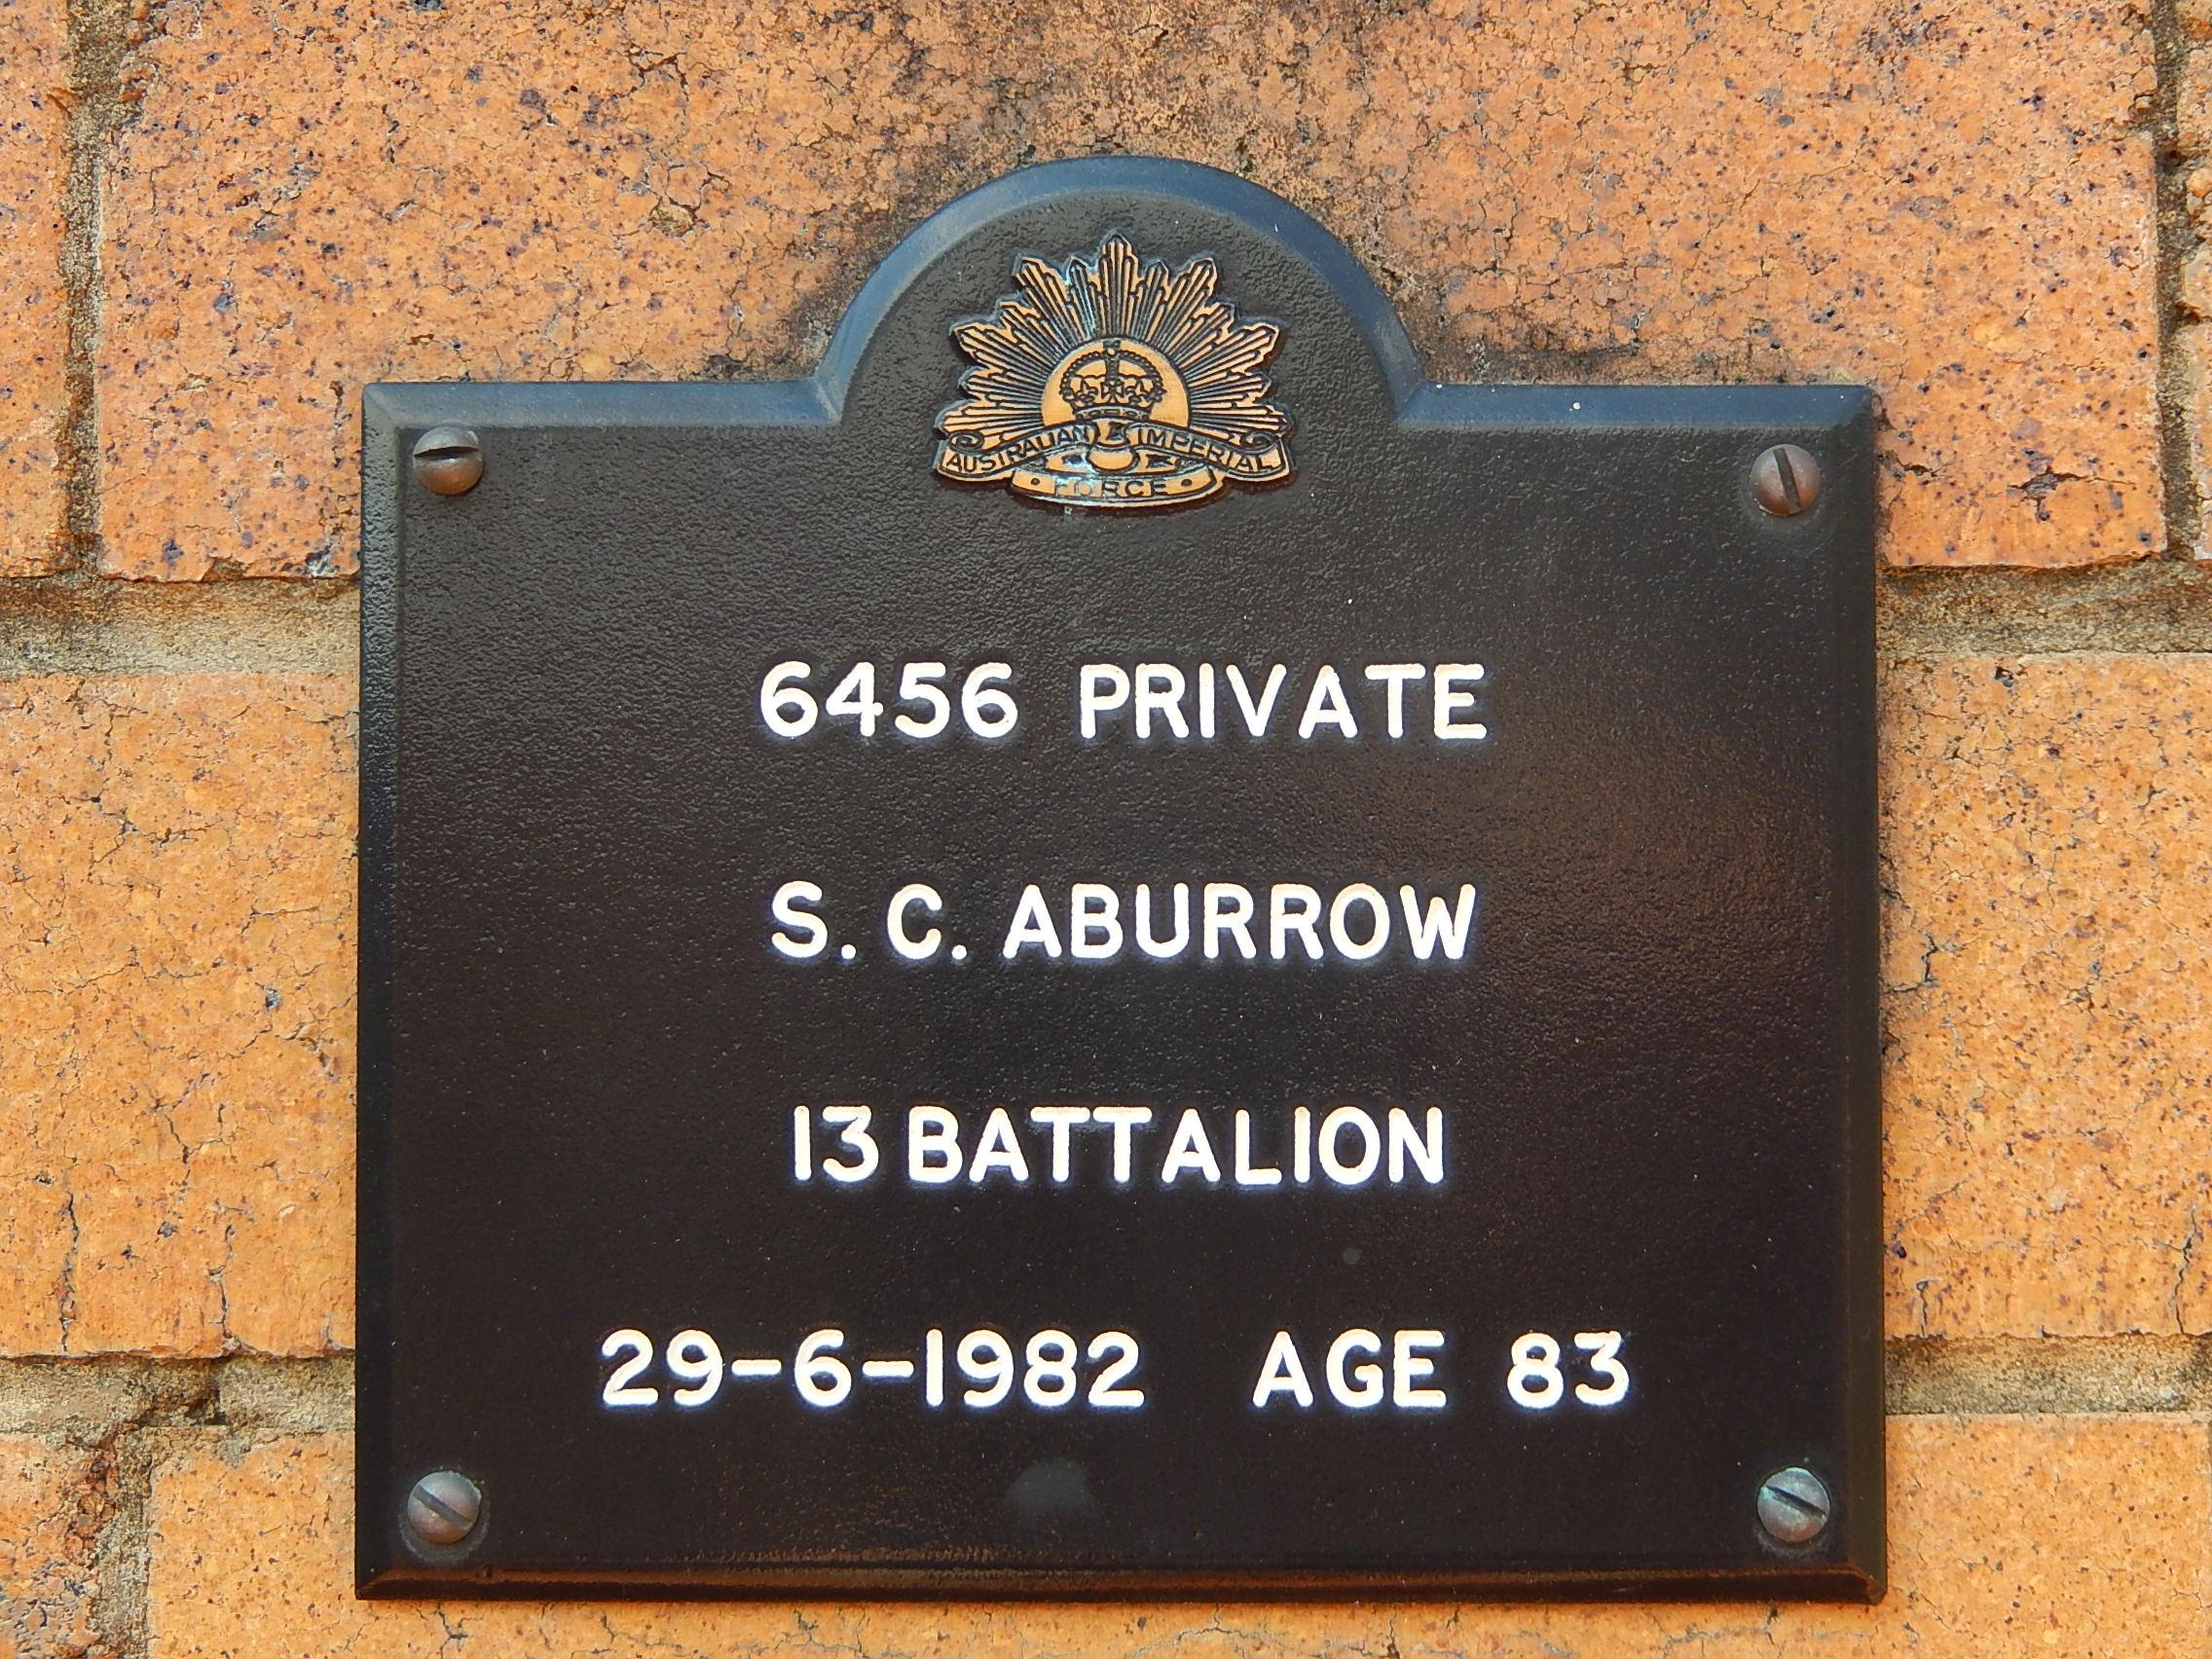 AUSTRALIAN IMPERIAL
FORCE
6456 PRIVATE
S. C. ABURROW
13 BATTALION
29-6-1982 AGE 83